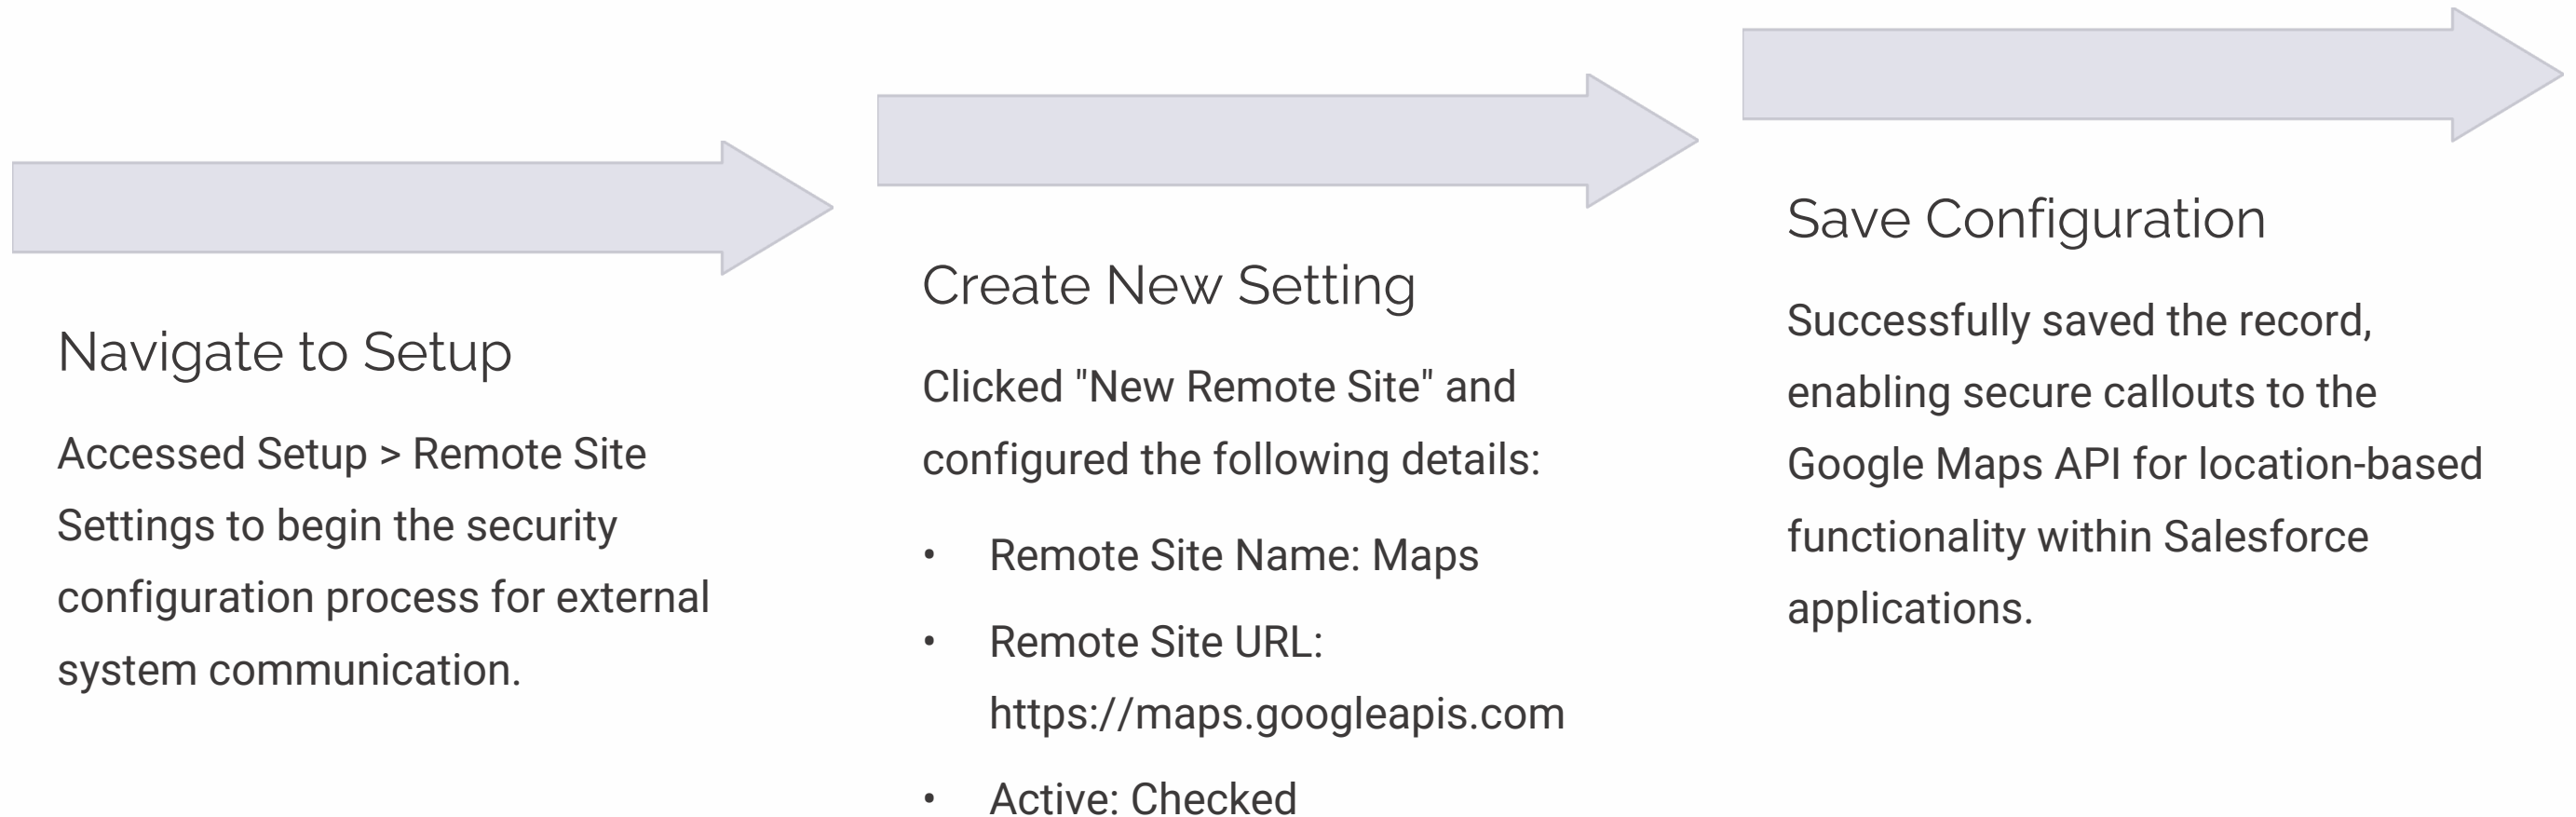 Navigate to Setup
Accessed Setup > Remote Site
Settings to begin the security
configuration process for external
system communication.
Create New Setting
Clicked "New Remote Site" and
configured the following details:
• Remote Site Name: Maps
• Remote Site URL:
https://maps.googleapis.com
• Active: Checked
Save Configuration
Successfully saved the record,
enabling secure callouts to the
Google Maps API for location-based
functionality within Salesforce
applications.